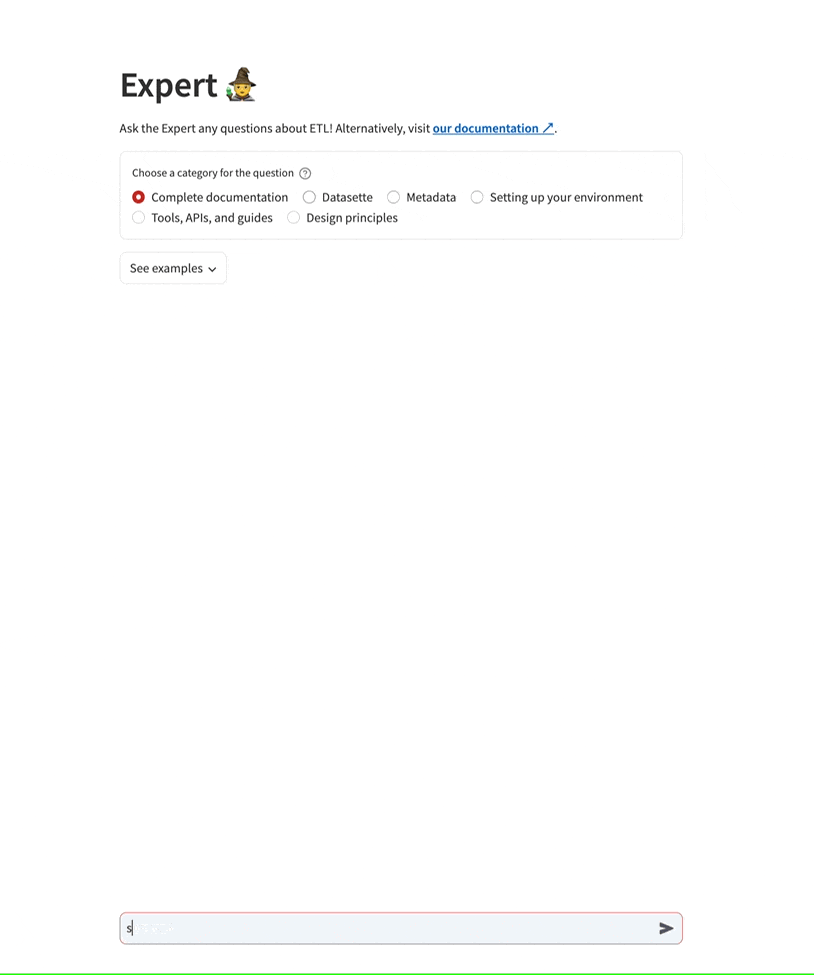 Expert
Ask the Expert any questions about ETL! Alternatively, visit our documentation ↗.
Choose a category for the question ?
Complete documentation Datasette Metadata Setting up your environment
Tools, APIs, and guides Design principles
See examples
s